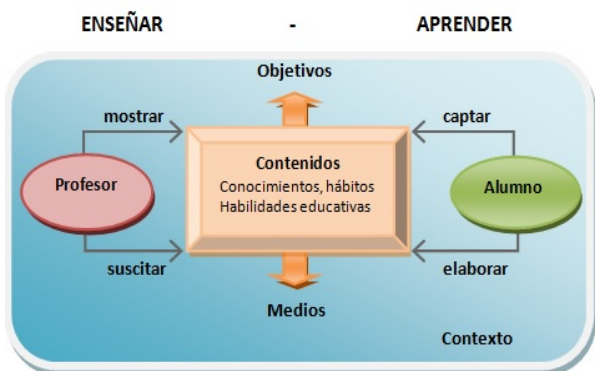 ENSEÑAR - APRENDER
Objetivos
mostrar
captar
Contenidos
Conocimientos, hábitos
Habilidades educativas
Profesor
Alumno
suscitar
elaborar
Medios
Contexto